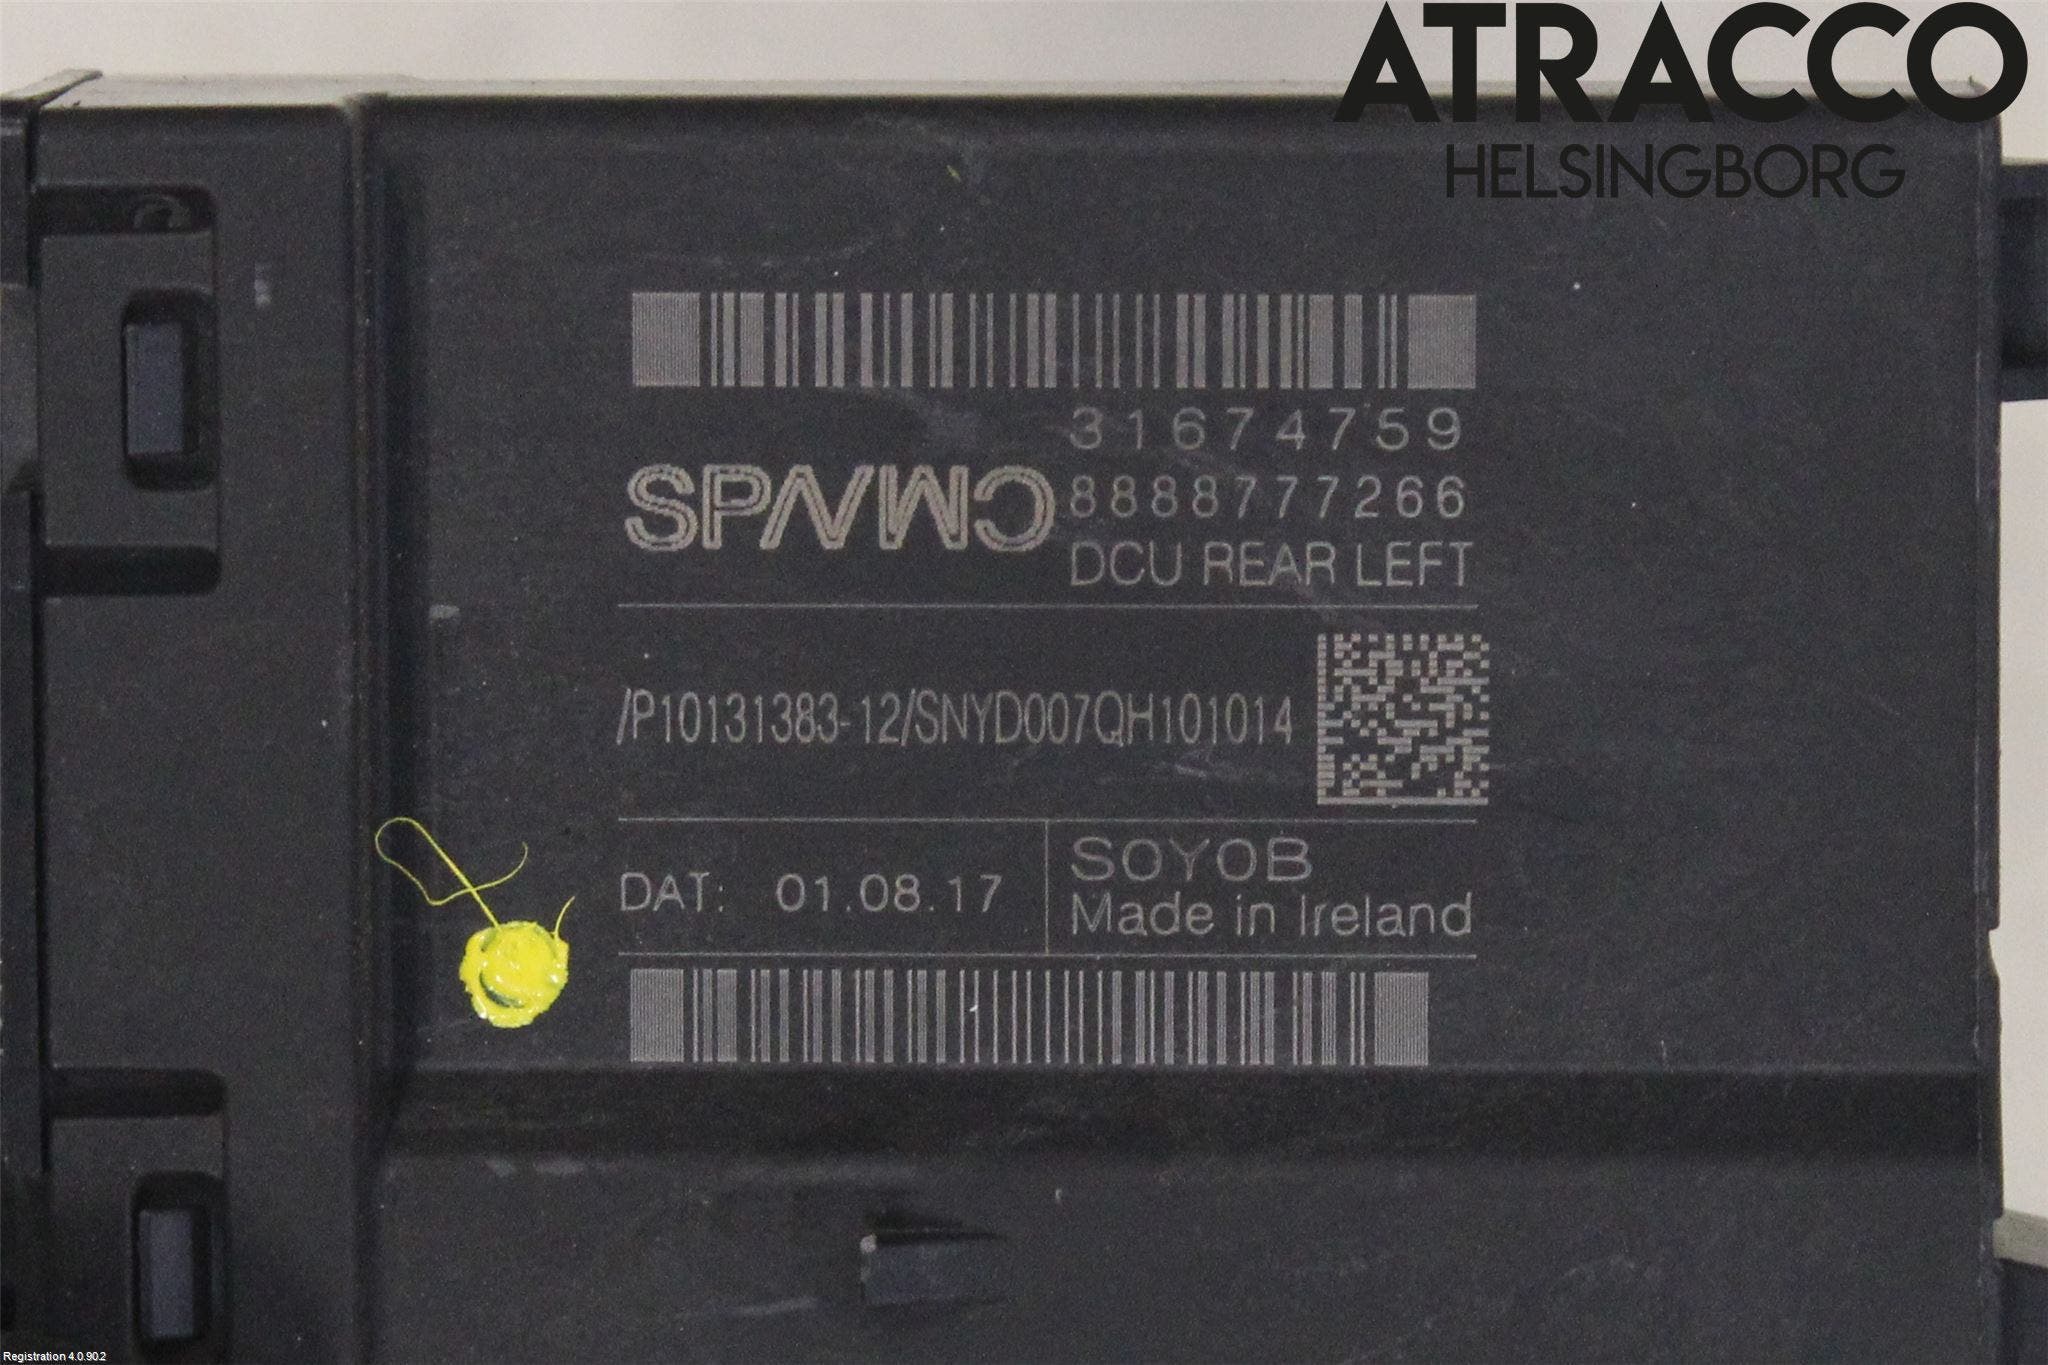 ATRACCO
HELSINGBORG
31674759
8888777266
DCU REAR LEFT
/P10131383-12/SNYD007QH101014
DAT: 01.08.17
SOYOB
Made in Ireland
Registration 4.0.90.2